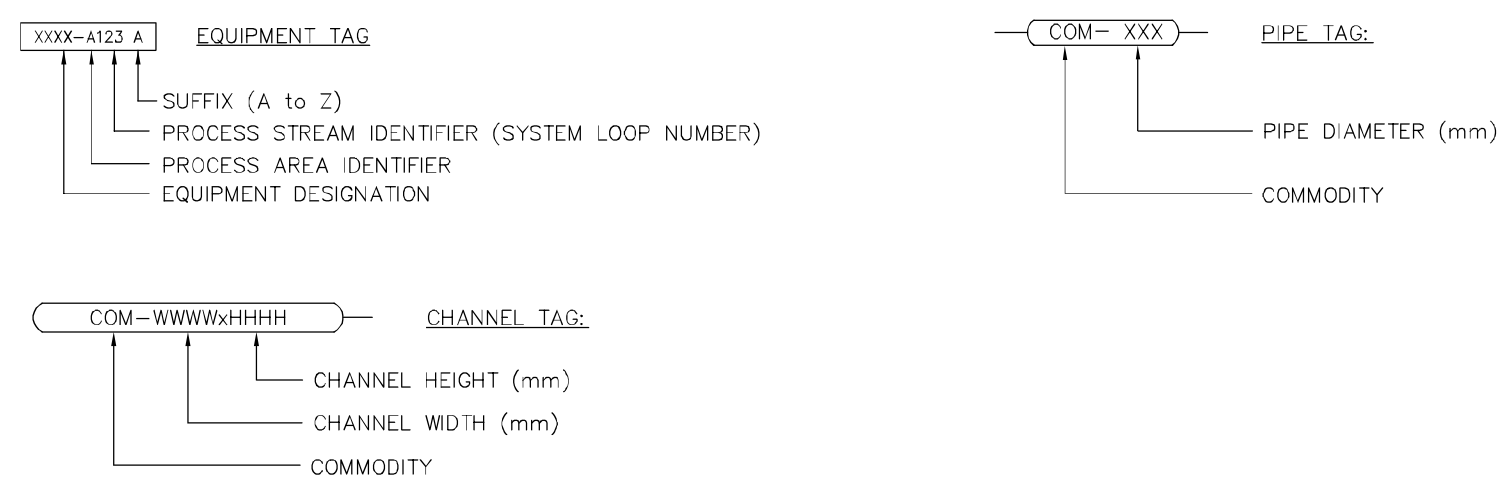 XXXX-A123 A EQUIPMENT TAG
SUFFIX (A to Z)
PROCESS STREAM IDENTIFIER (SYSTEM LOOP NUMBER)
PROCESS AREA IDENTIFIER
EQUIPMENT DESIGNATION
COM- XXX PIPE TAG:
PIPE DIAMETER (mm)
COMMODITY
COM-WWWWxHHHH CHANNEL TAG:
CHANNEL HEIGHT (mm)
CHANNEL WIDTH (mm)
COMMODITY